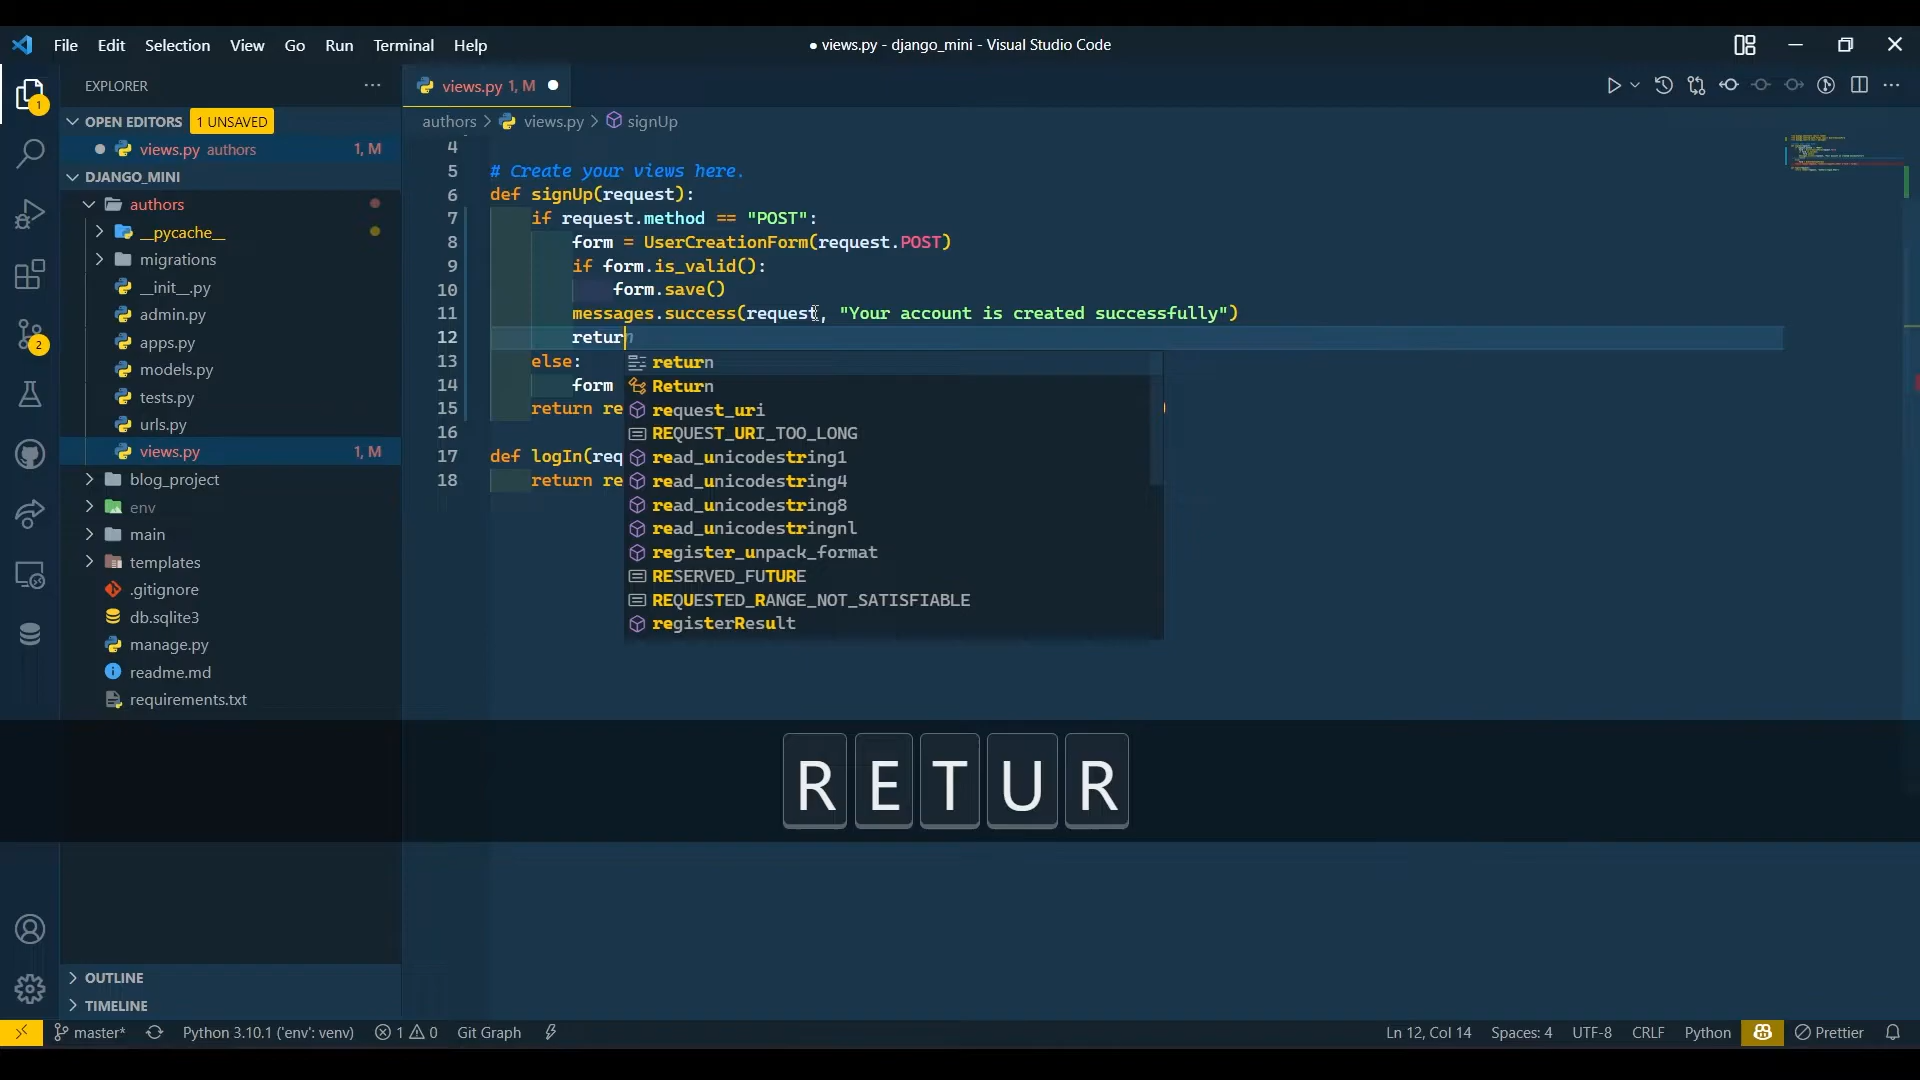 File Edit Selection View Go Run Terminal Help
● views.py - django_mini - Visual Studio Code
EXPLORER
views.py 1, M
OPEN EDITORS 1 UNSAVED
views.py authors 1, M
DJANGO_MINI
authors
__pycache__
migrations
__init__.py
admin.py
apps.py
models.py
tests.py
urls.py
views.py 1, M
blog_project
env
main
templates
.gitignore
db.sqlite3
manage.py
readme.md
requirements.txt
OUTLINE
TIMELINE
1
2
authors > views.py > signUp
4
5 # Create your views here.
6 def signUp(request):
7 if request.method == "POST":
8 form = UserCreationForm(request.POST)
9 if form.is_valid():
10 form.save()
11 messages.success(request, "Your account is created successfully")
12 return
13 else:
14 form
15 return re )
16
17 def logIn(req
18 return re
return
Return
request_uri
REQUEST_URI_TOO_LONG
read_unicodestring1
read_unicodestring4
read_unicodestring8
read_unicodestringnl
register_unpack_format
RESERVED_FUTURE
REQUESTED_RANGE_NOT_SATISFIABLE
registerResult
R E T U R
master* Python 3.10.1 ('env': venv) 1 0 Git Graph
Ln 12, Col 14 Spaces: 4 UTF-8 CRLF Python Prettier